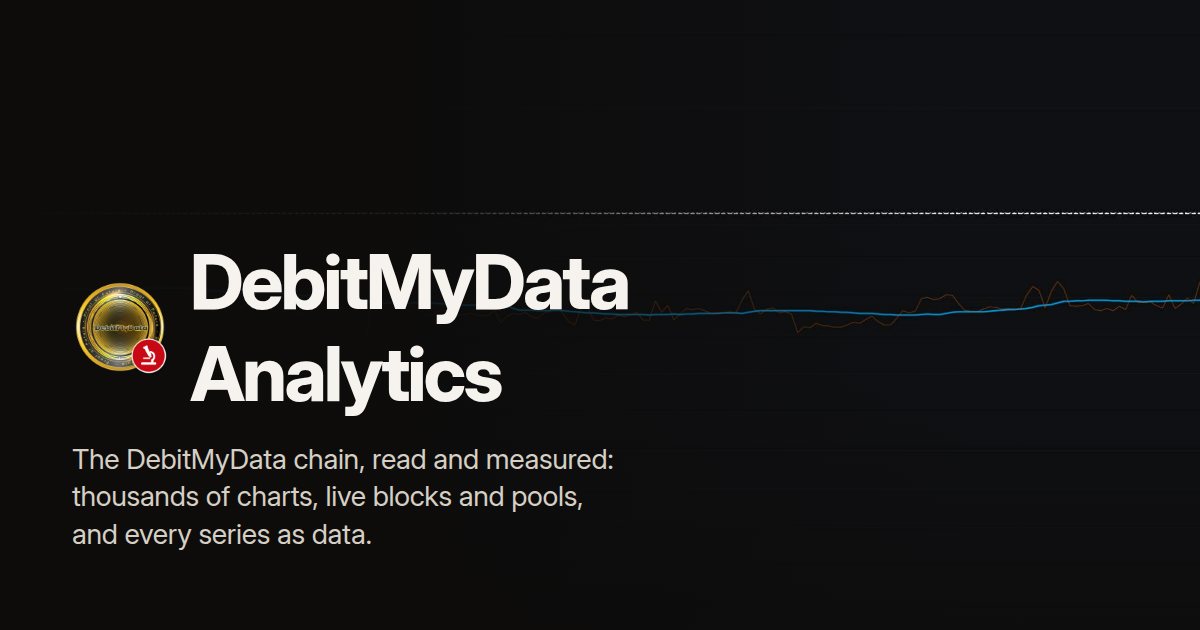 DebitMyData
Analytics
DebitMyData
The DebitMyData chain, read and measured:
thousands of charts, live blocks and pools,
and every series as data.